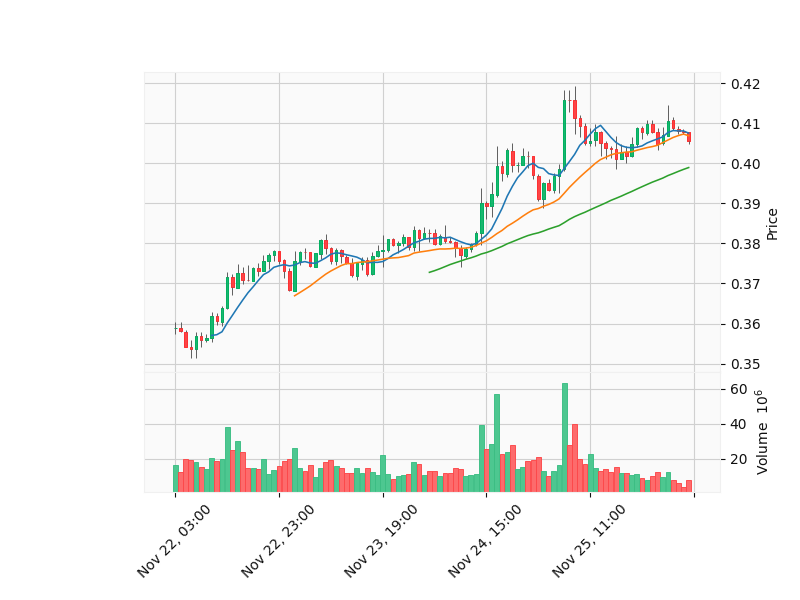 0.42
0.41
0.40
0.39
0.38
0.37
0.36
0.35
Price
60
40
20
Volume 10⁶
Nov 22, 03:00
Nov 22, 23:00
Nov 23, 19:00
Nov 24, 15:00
Nov 25, 11:00